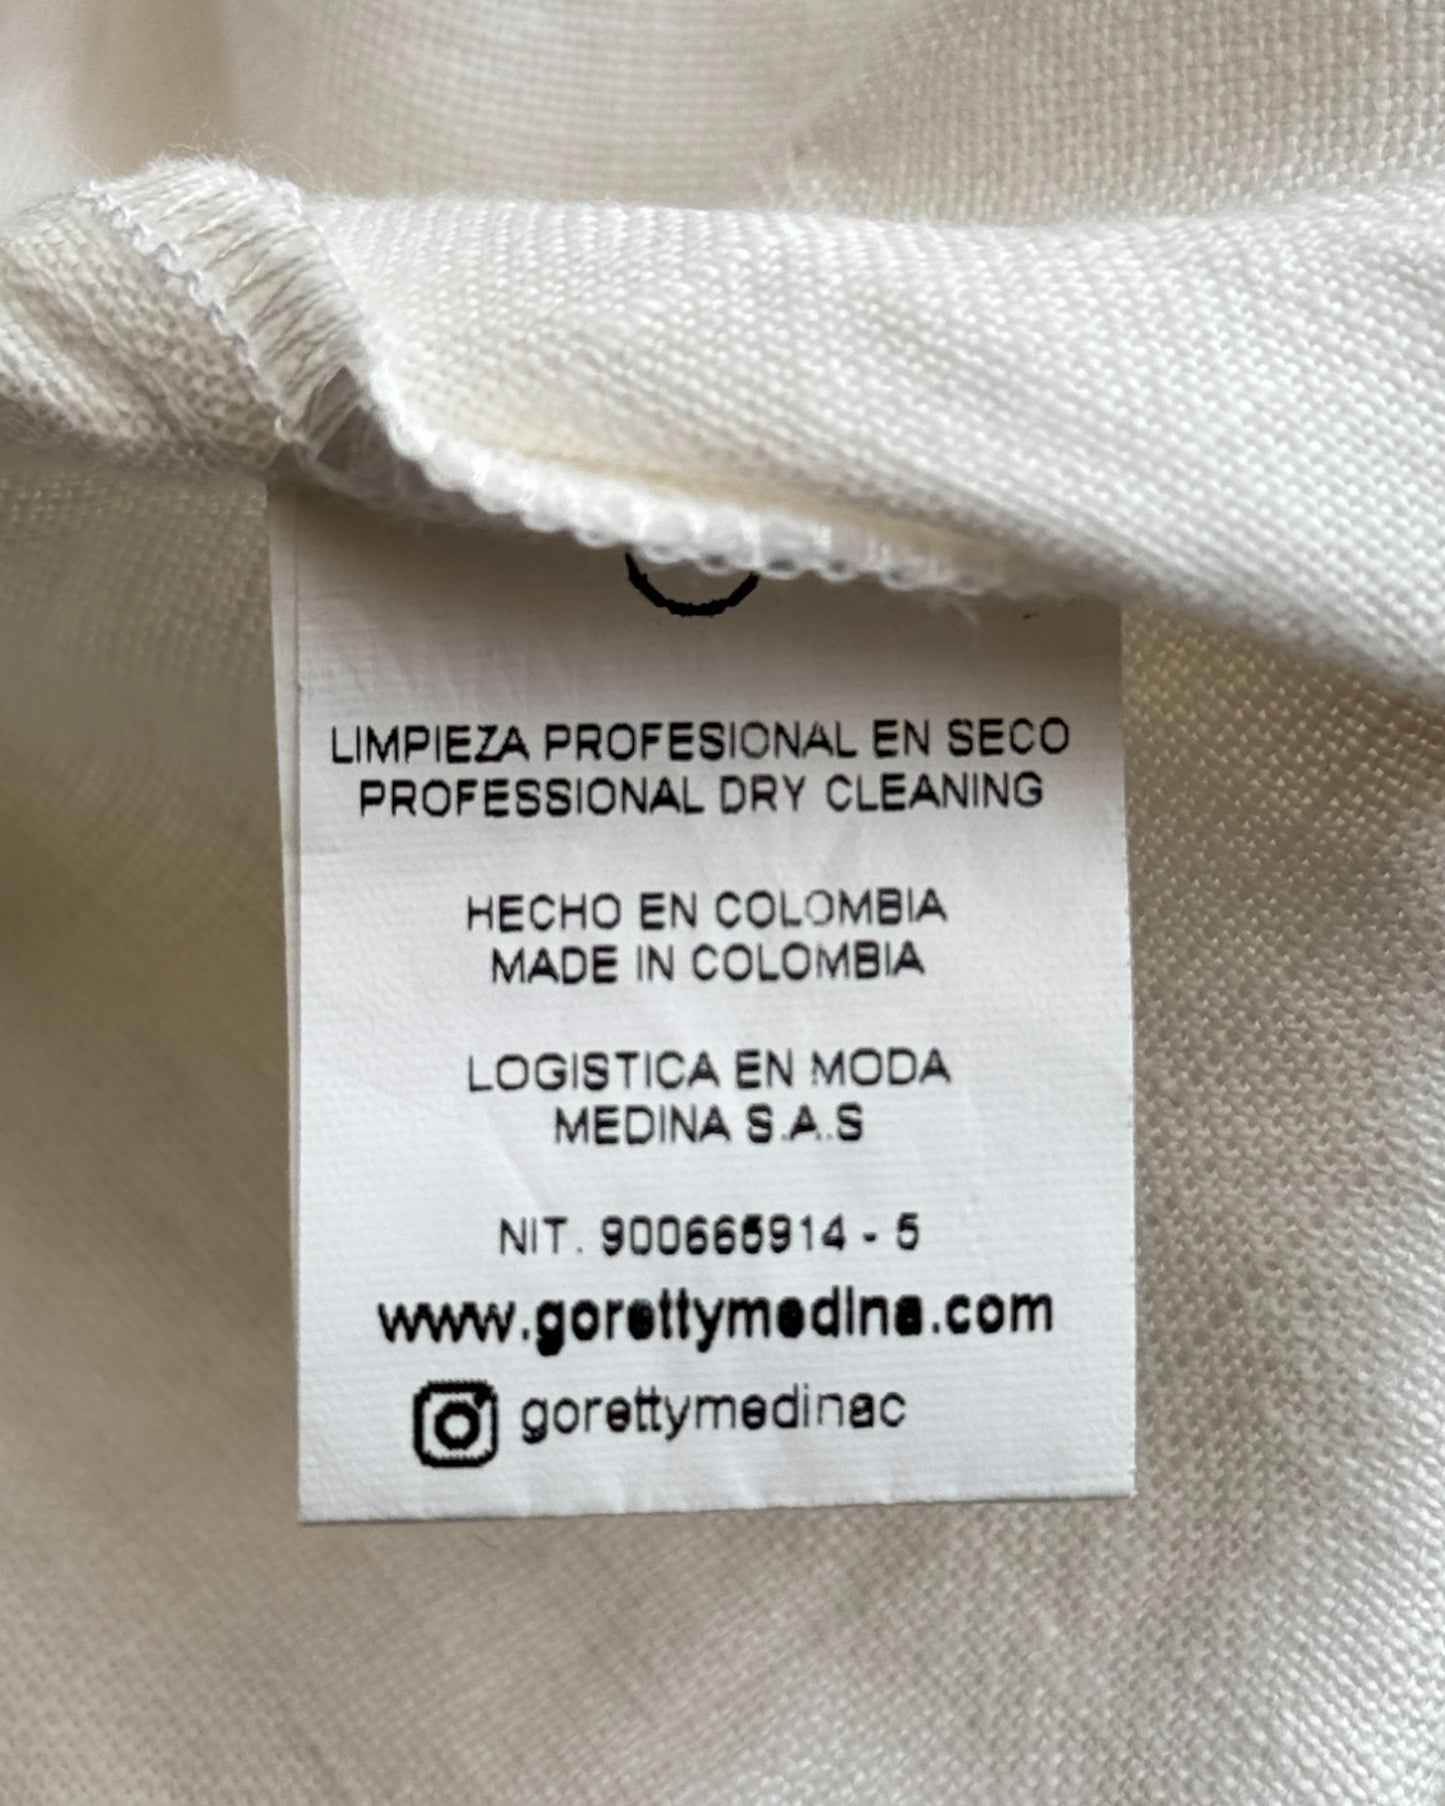 LIMPIEZA PROFESIONAL EN SECO
PROFESSIONAL DRY CLEANING
HECHO EN COLOMBIA
MADE IN COLOMBIA
LOGISTICA EN MODA
MEDINA S.A.S
NIT. 900665914 - 5
www.gorettymedina.com
gorettymedinac